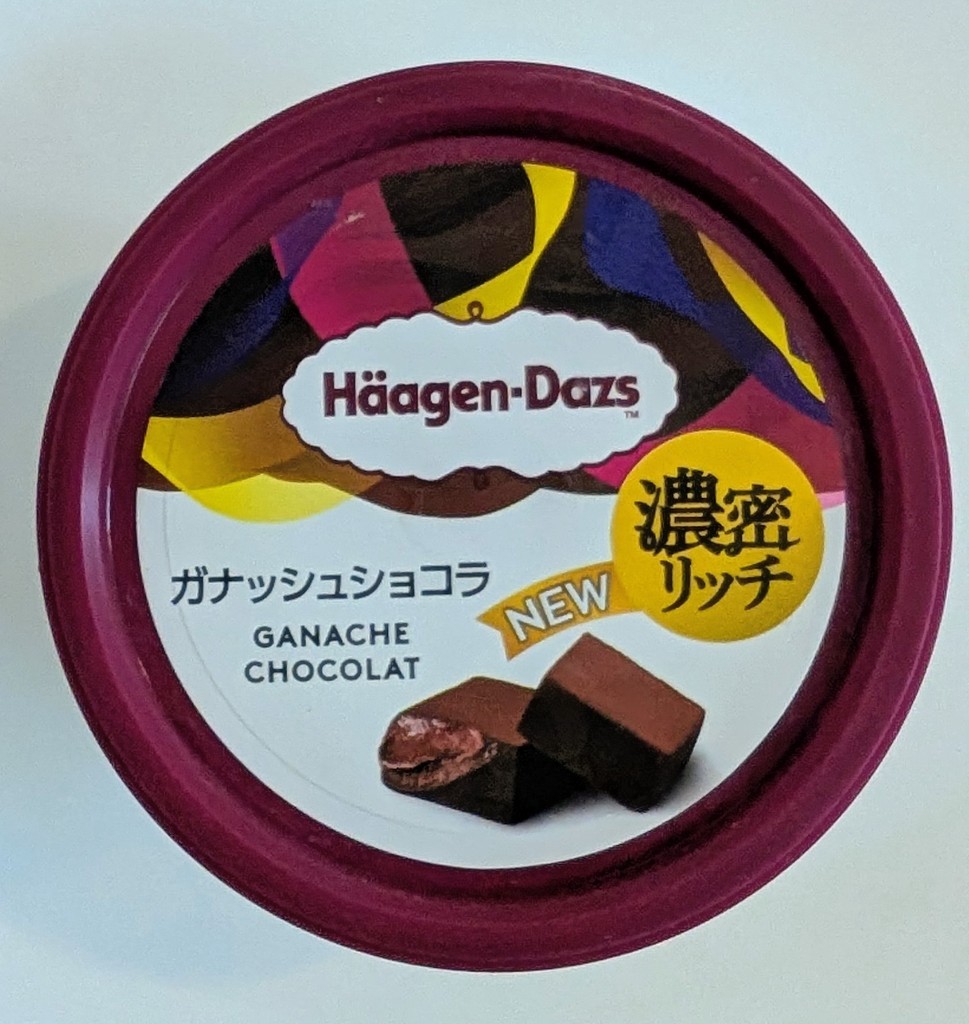 Häagen-Dazs
TM
濃密
リッチ
NEW
ガナッシュショコラ
GANACHE
CHOCOLAT